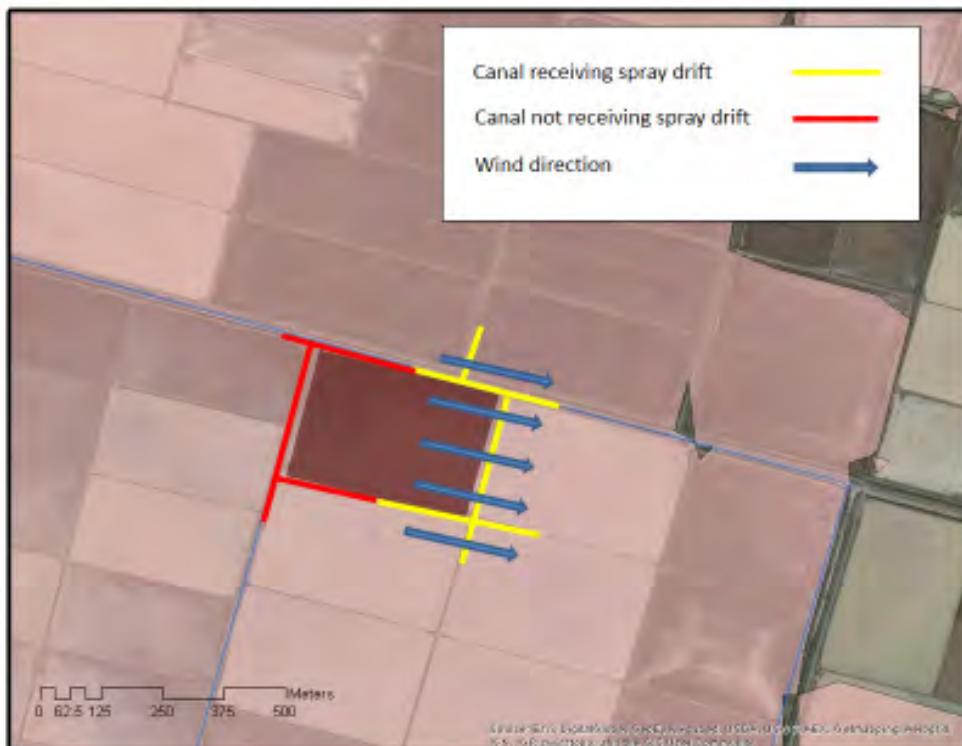 Canal receiving spray drift
Canal not receiving spray drift
Wind direction
Meters
0 62.5 125 250 375 500